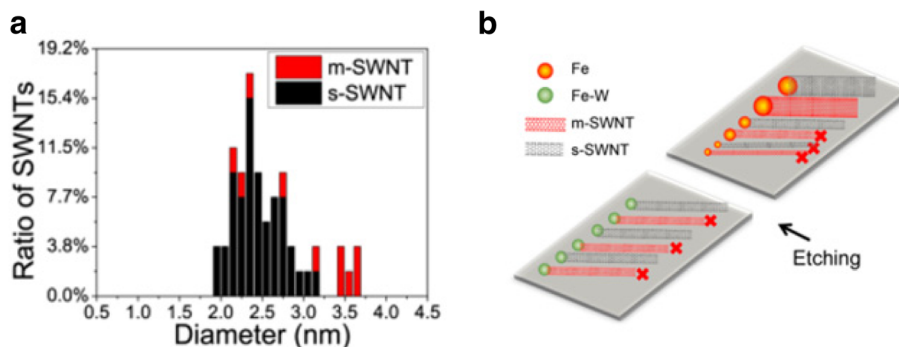 a
19.2%
15.4%
11.5%
7.7%
3.8%
0.0%
Ratio of SWNTs
m-SWNT
s-SWNT
0.5 1.0 1.5 2.0 2.5 3.0 3.5 4.0 4.5
Diameter (nm)
b
Fe
Fe-W
m-SWNT
s-SWNT
Etching